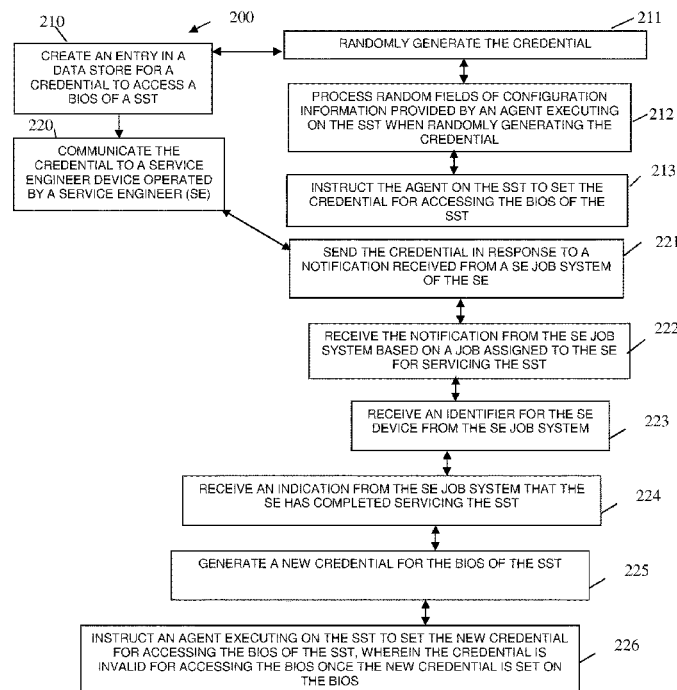 210
200
211
CREATE AN ENTRY IN A
DATA STORE FOR A
CREDENTIAL TO ACCESS A
BIOS OF A SST
RANDOMLY GENERATE THE CREDENTIAL
PROCESS RANDOM FIELDS OF CONFIGURATION
INFORMATION PROVIDED BY AN AGENT EXECUTING
ON THE SST WHEN RANDOMLY GENERATING THE
CREDENTIAL
212
220
COMMUNICATE THE
CREDENTIAL TO A SERVICE
ENGINEER DEVICE OPERATED
BY A SERVICE ENGINEER (SE)
213
INSTRUCT THE AGENT ON THE SST TO SET THE
CREDENTIAL FOR ACCESSING THE BIOS OF THE
SST
221
SEND THE CREDENTIAL IN RESPONSE TO A
NOTIFICATION RECEIVED FROM A SE JOB SYSTEM
OF THE SE
RECEIVE THE NOTIFICATION FROM THE SE JOB
SYSTEM BASED ON A JOB ASSIGNED TO THE SE
FOR SERVICING THE SST
222
RECEIVE AN IDENTIFIER FOR THE SE
DEVICE FROM THE SE JOB SYSTEM
223
RECEIVE AN INDICATION FROM THE SE JOB SYSTEM THAT THE
SE HAS COMPLETED SERVICING THE SST
224
GENERATE A NEW CREDENTIAL FOR THE BIOS OF THE SST
225
INSTRUCT AN AGENT EXECUTING ON THE SST TO SET THE NEW CREDENTIAL
FOR ACCESSING THE BIOS OF THE SST, WHEREIN THE CREDENTIAL IS
INVALID FOR ACCESSING THE BIOS ONCE THE NEW CREDENTIAL IS SET ON
THE BIOS
226